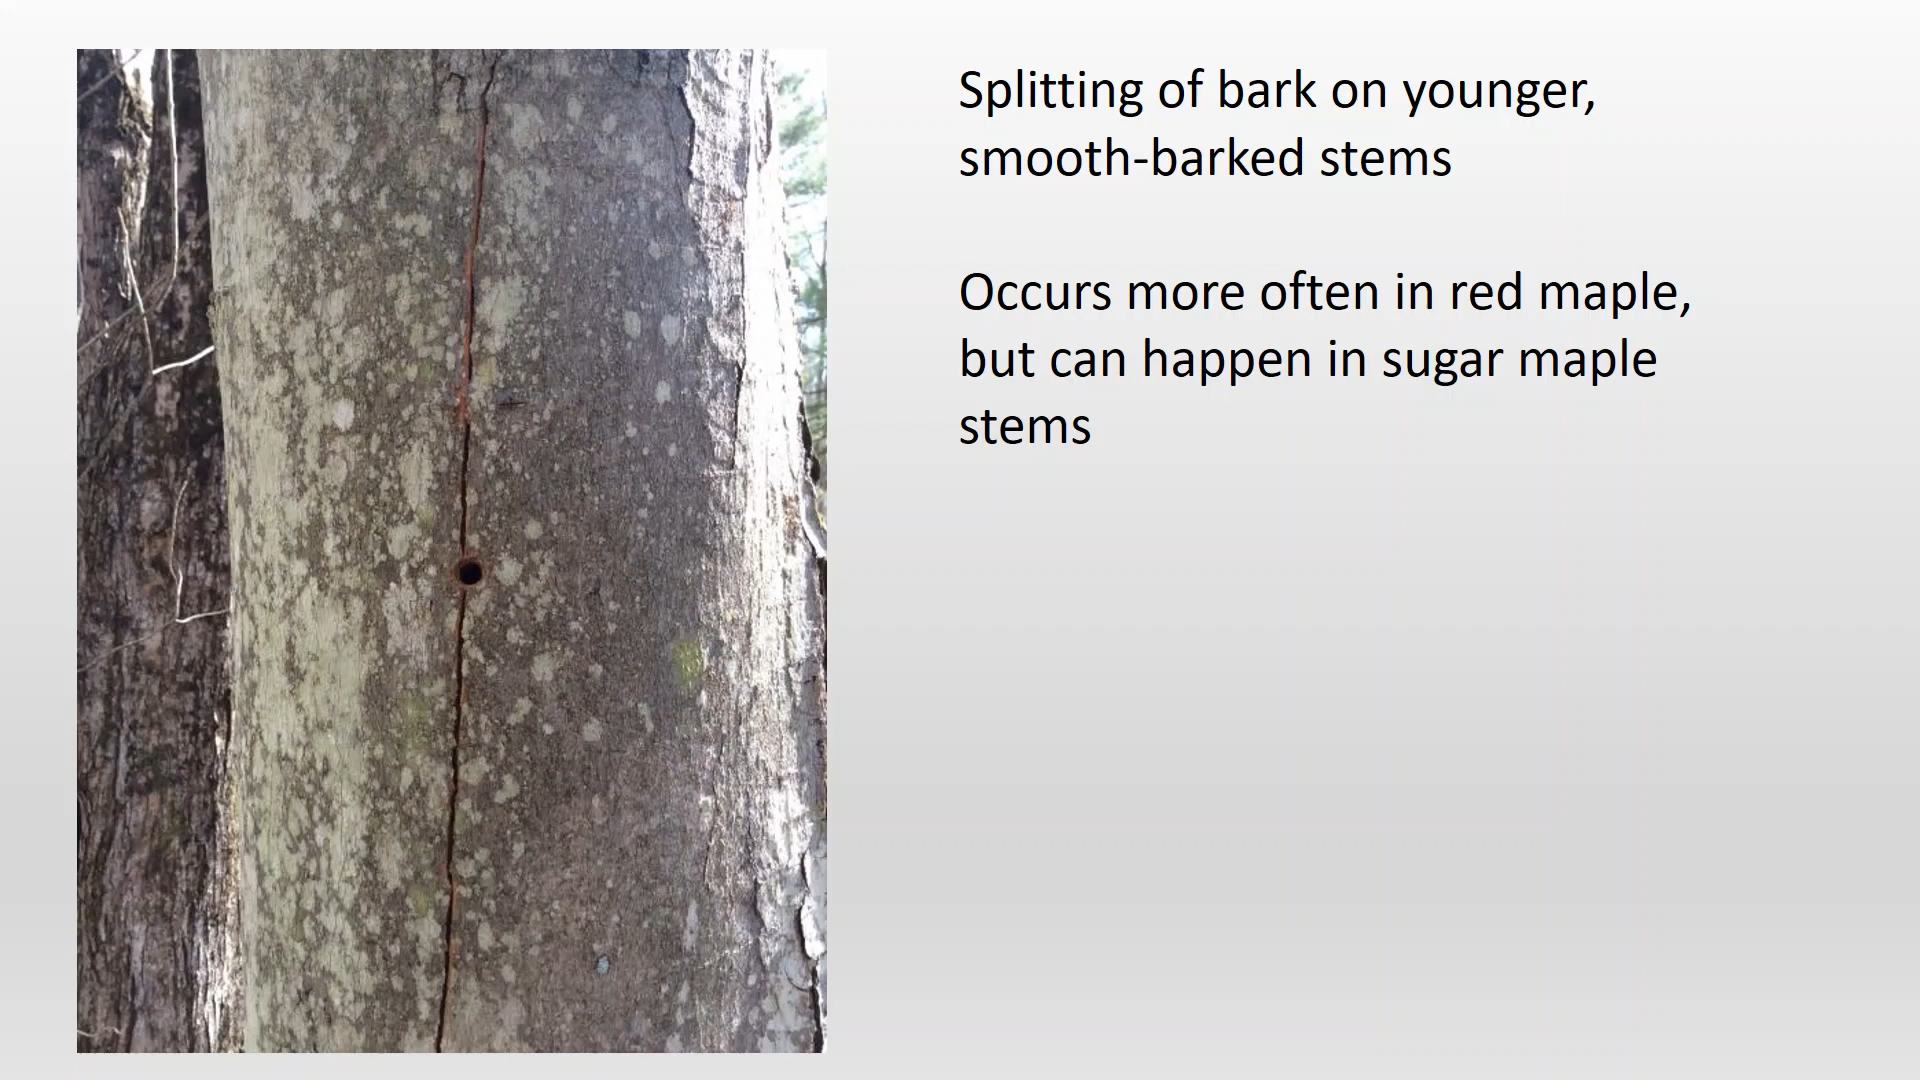 Splitting of bark on younger,
smooth-barked stems
Occurs more often in red maple,
but can happen in sugar maple
stems